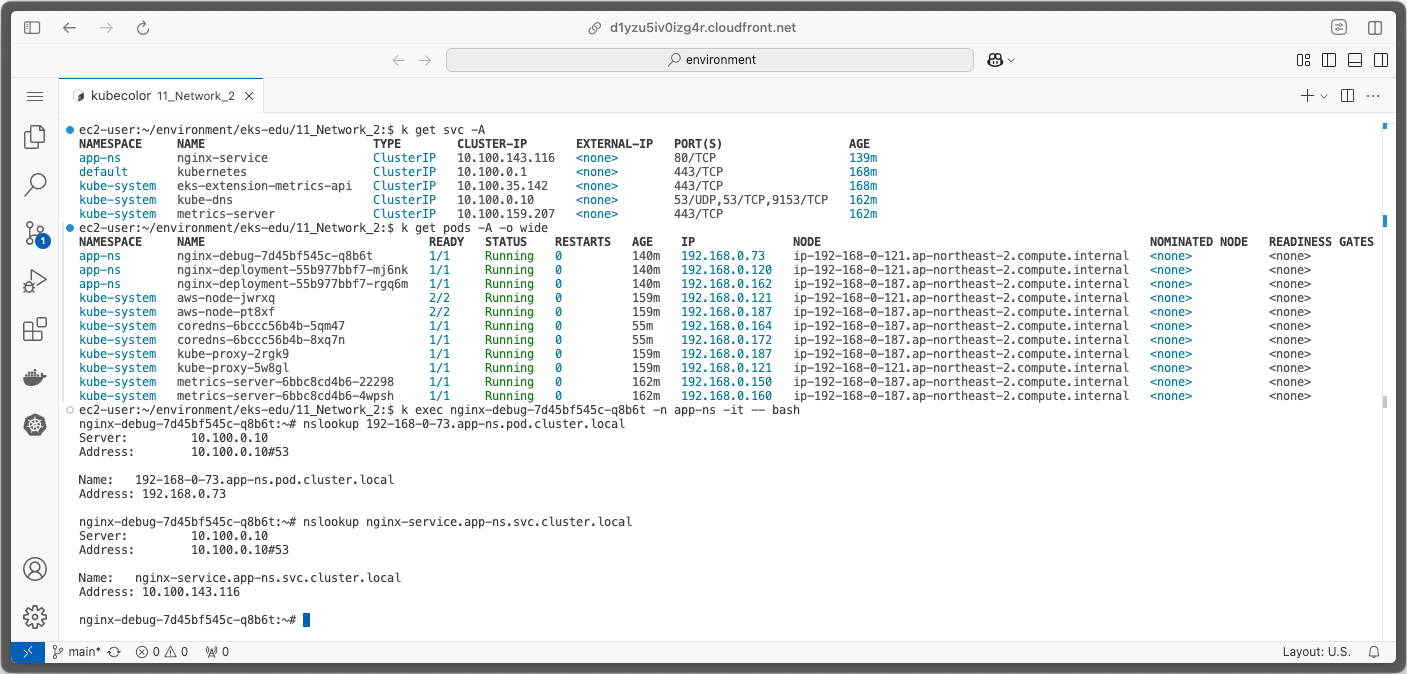 d1yzu5iv0izg4r.cloudfront.net
environment
kubecolor 11_Network_2
ec2-user:~/environment/eks-edu/11_Network_2:$ k get svc -A
NAMESPACE NAME TYPE CLUSTER-IP EXTERNAL-IP PORT(S) AGE
app-ns nginx-service ClusterIP 10.100.143.116 <none> 80/TCP 139m
default kubernetes ClusterIP 10.100.0.1 <none> 443/TCP 168m
kube-system eks-extension-metrics-api ClusterIP 10.100.35.142 <none> 443/TCP 168m
kube-system kube-dns ClusterIP 10.100.0.10 <none> 53/UDP,53/TCP,9153/TCP 162m
kube-system metrics-server ClusterIP 10.100.159.207 <none> 443/TCP 162m
ec2-user:~/environment/eks-edu/11_Network_2:$ k get pods -A -o wide
NAMESPACE NAME READY STATUS RESTARTS AGE IP NODE NOMINATED NODE READINESS GATES
app-ns nginx-debug-7d45bf545c-q8b6t 1/1 Running 0 140m 192.168.0.73 ip-192-168-0-121.ap-northeast-2.compute.internal <none> <none>
app-ns nginx-deployment-55b977bbf7-mj6nk 1/1 Running 0 140m 192.168.0.120 ip-192-168-0-121.ap-northeast-2.compute.internal <none> <none>
app-ns nginx-deployment-55b977bbf7-rgq6m 1/1 Running 0 140m 192.168.0.162 ip-192-168-0-187.ap-northeast-2.compute.internal <none> <none>
kube-system aws-node-jwrxq 2/2 Running 0 159m 192.168.0.121 ip-192-168-0-121.ap-northeast-2.compute.internal <none> <none>
kube-system aws-node-pt8xf 2/2 Running 0 159m 192.168.0.187 ip-192-168-0-187.ap-northeast-2.compute.internal <none> <none>
kube-system coredns-6bccc56b4b-5qm47 1/1 Running 0 55m 192.168.0.164 ip-192-168-0-187.ap-northeast-2.compute.internal <none> <none>
kube-system coredns-6bccc56b4b-8xq7n 1/1 Running 0 55m 192.168.0.172 ip-192-168-0-187.ap-northeast-2.compute.internal <none> <none>
kube-system kube-proxy-2rgk9 1/1 Running 0 159m 192.168.0.187 ip-192-168-0-187.ap-northeast-2.compute.internal <none> <none>
kube-system kube-proxy-5w8gl 1/1 Running 0 159m 192.168.0.121 ip-192-168-0-121.ap-northeast-2.compute.internal <none> <none>
kube-system metrics-server-6bbc8cd4b6-22298 1/1 Running 0 162m 192.168.0.150 ip-192-168-0-187.ap-northeast-2.compute.internal <none> <none>
kube-system metrics-server-6bbc8cd4b6-4wpsh 1/1 Running 0 162m 192.168.0.160 ip-192-168-0-187.ap-northeast-2.compute.internal <none> <none>
ec2-user:~/environment/eks-edu/11_Network_2:$ k exec nginx-debug-7d45bf545c-q8b6t -n app-ns -it -- bash
nginx-debug-7d45bf545c-q8b6t:~# nslookup 192-168-0-73.app-ns.pod.cluster.local
Server: 10.100.0.10
Address: 10.100.0.10#53
Name: 192-168-0-73.app-ns.pod.cluster.local
Address: 192.168.0.73
nginx-debug-7d45bf545c-q8b6t:~# nslookup nginx-service.app-ns.svc.cluster.local
Server: 10.100.0.10
Address: 10.100.0.10#53
Name: nginx-service.app-ns.svc.cluster.local
Address: 10.100.143.116
nginx-debug-7d45bf545c-q8b6t:~#
1
main* 0 0 0 Layout: U.S.